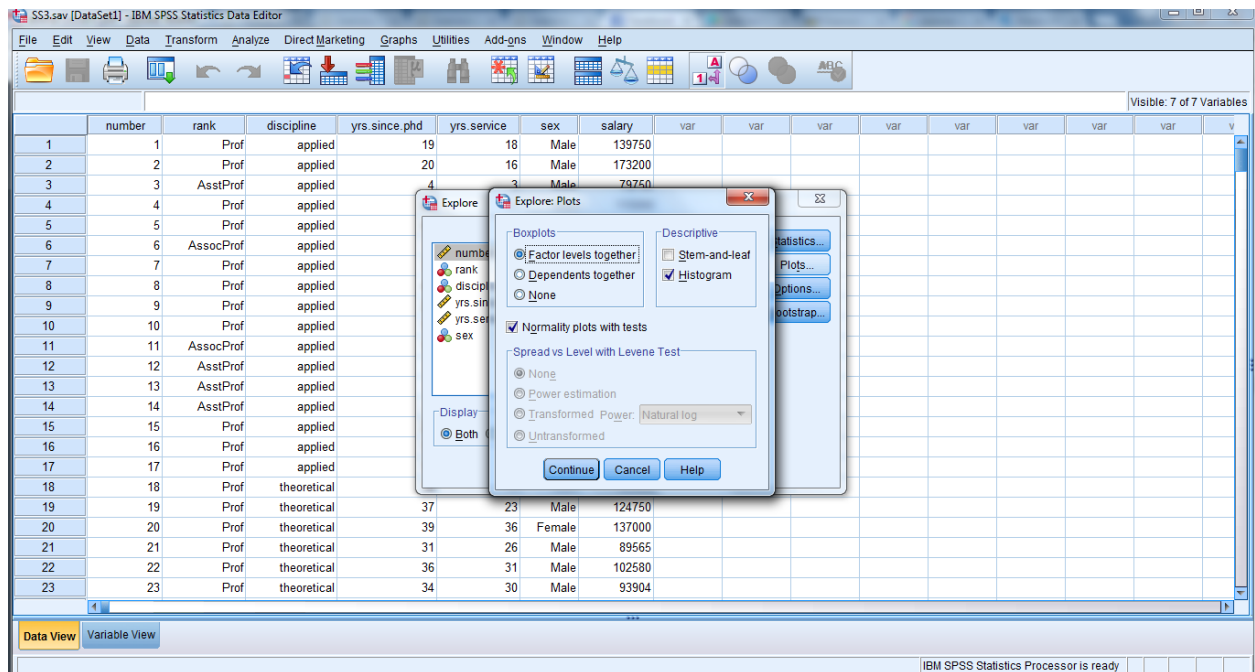 SS3.sav [DataSet1] - IBM SPSS Statistics Data Editor
File Edit View Data Transform Analyze Direct Marketing Graphs Utilities Add-ons Window Help
Visible: 7 of 7 Variables
number rank discipline yrs.since.phd yrs.service sex salary var var var var var var var var
1 1 Prof applied 19 18 Male 139750
2 2 Prof applied 20 16 Male 173200
3 3 AsstProf applied 4 3 Male 79750
4 4 Prof applied
5 5 Prof applied
6 6 AssocProf applied
7 7 Prof applied
8 8 Prof applied
9 9 Prof applied
10 10 Prof applied
11 11 AssocProf applied
12 12 AsstProf applied
13 13 AsstProf applied
14 14 AsstProf applied
15 15 Prof applied
16 16 Prof applied
17 17 Prof applied
18 18 Prof theoretical
19 19 Prof theoretical 37 23 Male 124750
20 20 Prof theoretical 39 36 Female 137000
21 21 Prof theoretical 31 26 Male 89565
22 22 Prof theoretical 36 31 Male 102580
23 23 Prof theoretical 34 30 Male 93904
Explore
numbe
rank
discipl
yrs.sin
yrs.ser
sex
Display
Both
tatistics...
Plots...
ptions...
ootstrap...
Explore: Plots
Boxplots
Factor levels together
Dependents together
None
Descriptive
Stem-and-leaf
Histogram
Normality plots with tests
Spread vs Level with Levene Test
None
Power estimation
Transformed Power: Natural log
Untransformed
Continue Cancel Help
Data View Variable View
IBM SPSS Statistics Processor is ready